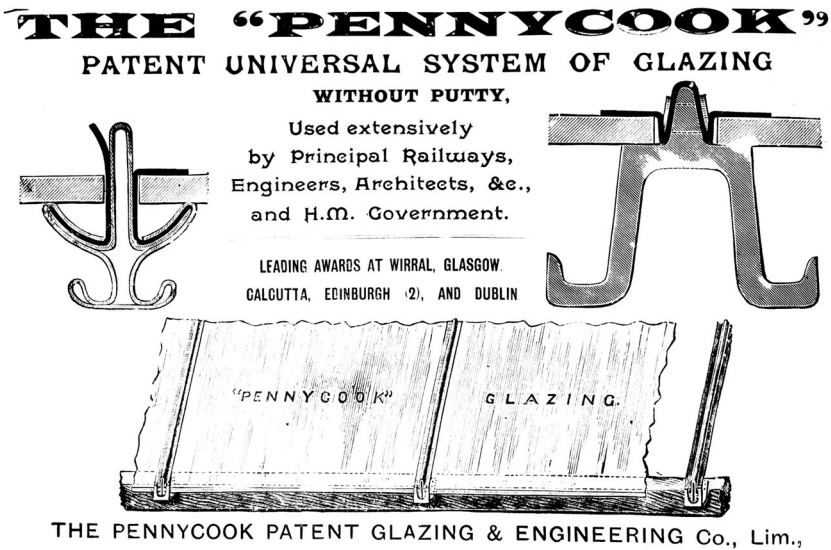 THE "PENNYCOOK"
PATENT UNIVERSAL SYSTEM OF GLAZING
WITHOUT PUTTY,
Used extensively
by Principal Railways,
Engineers, Architects, &c.,
and H.M. Government.
LEADING AWARDS AT WIRRAL, GLASGOW
CALCUTTA, EDINBURGH (2), AND DUBLIN
"PENNYCOOK" GLAZING.
THE PENNYCOOK PATENT GLAZING & ENGINEERING Co., Lim.,